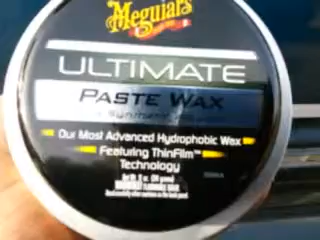 Meguiar's
ULTIMATE
PASTE WAX
Our Most Advanced Hydrophobic Wax
Featuring ThinFilm™
Technology